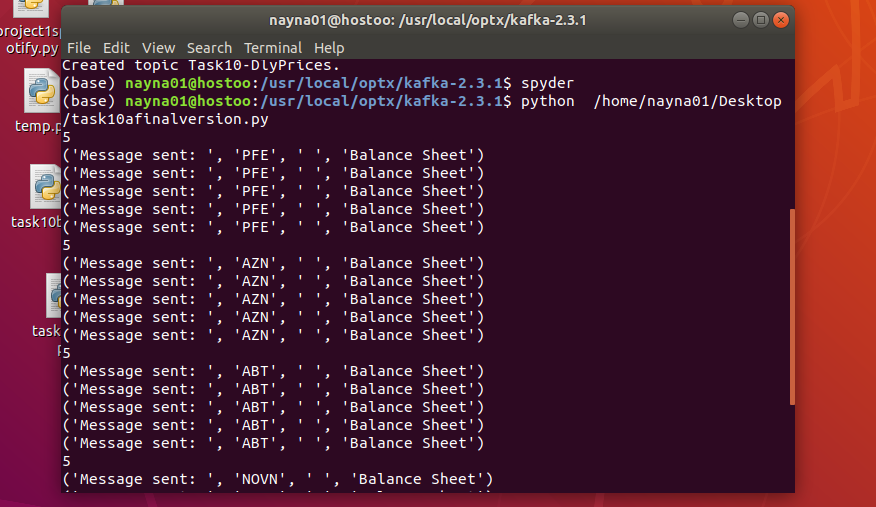 nayna01@hostoo: /usr/local/optx/kafka-2.3.1
File Edit View Search Terminal Help
Created topic Task10-DlyPrices.
(base) nayna01@hostoo:/usr/local/optx/kafka-2.3.1$ spyder
(base) nayna01@hostoo:/usr/local/optx/kafka-2.3.1$ python  /home/nayna01/Desktop
/task10afinalversion.py
5
('Message sent: ', 'PFE', ' ', 'Balance Sheet')
('Message sent: ', 'PFE', ' ', 'Balance Sheet')
('Message sent: ', 'PFE', ' ', 'Balance Sheet')
('Message sent: ', 'PFE', ' ', 'Balance Sheet')
('Message sent: ', 'PFE', ' ', 'Balance Sheet')
5
('Message sent: ', 'AZN', ' ', 'Balance Sheet')
('Message sent: ', 'AZN', ' ', 'Balance Sheet')
('Message sent: ', 'AZN', ' ', 'Balance Sheet')
('Message sent: ', 'AZN', ' ', 'Balance Sheet')
('Message sent: ', 'AZN', ' ', 'Balance Sheet')
5
('Message sent: ', 'ABT', ' ', 'Balance Sheet')
('Message sent: ', 'ABT', ' ', 'Balance Sheet')
('Message sent: ', 'ABT', ' ', 'Balance Sheet')
('Message sent: ', 'ABT', ' ', 'Balance Sheet')
('Message sent: ', 'ABT', ' ', 'Balance Sheet')
5
('Message sent: ', 'NOVN', ' ', 'Balance Sheet')
project1sp
otify.py
temp.p
task10b
task